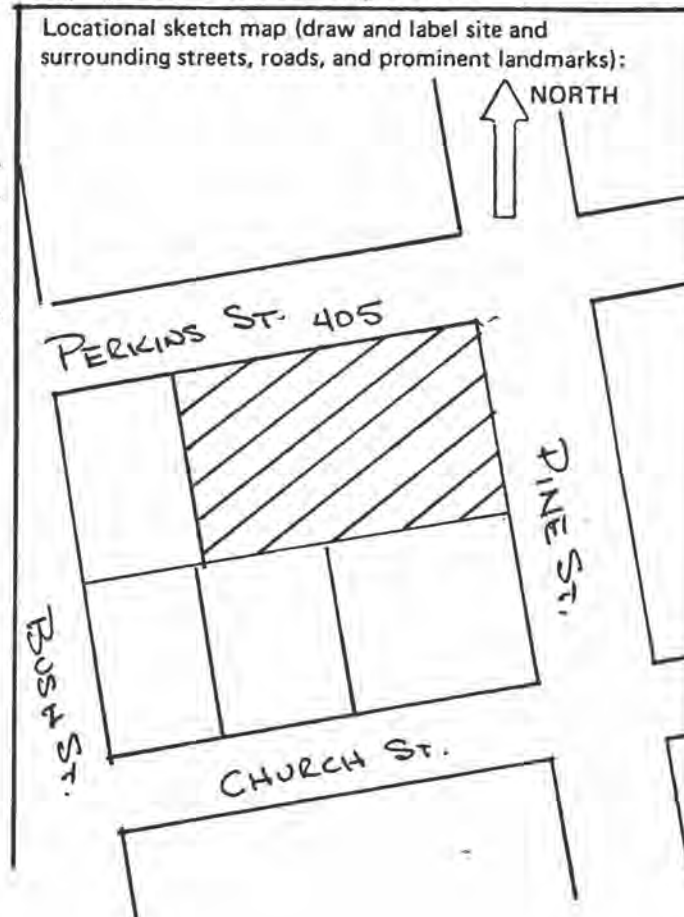 Locational sketch map (draw and label site and
surrounding streets, roads, and prominent landmarks):
NORTH
PERKINS ST. 405
PINE ST.
BUSH ST.
CHURCH ST.